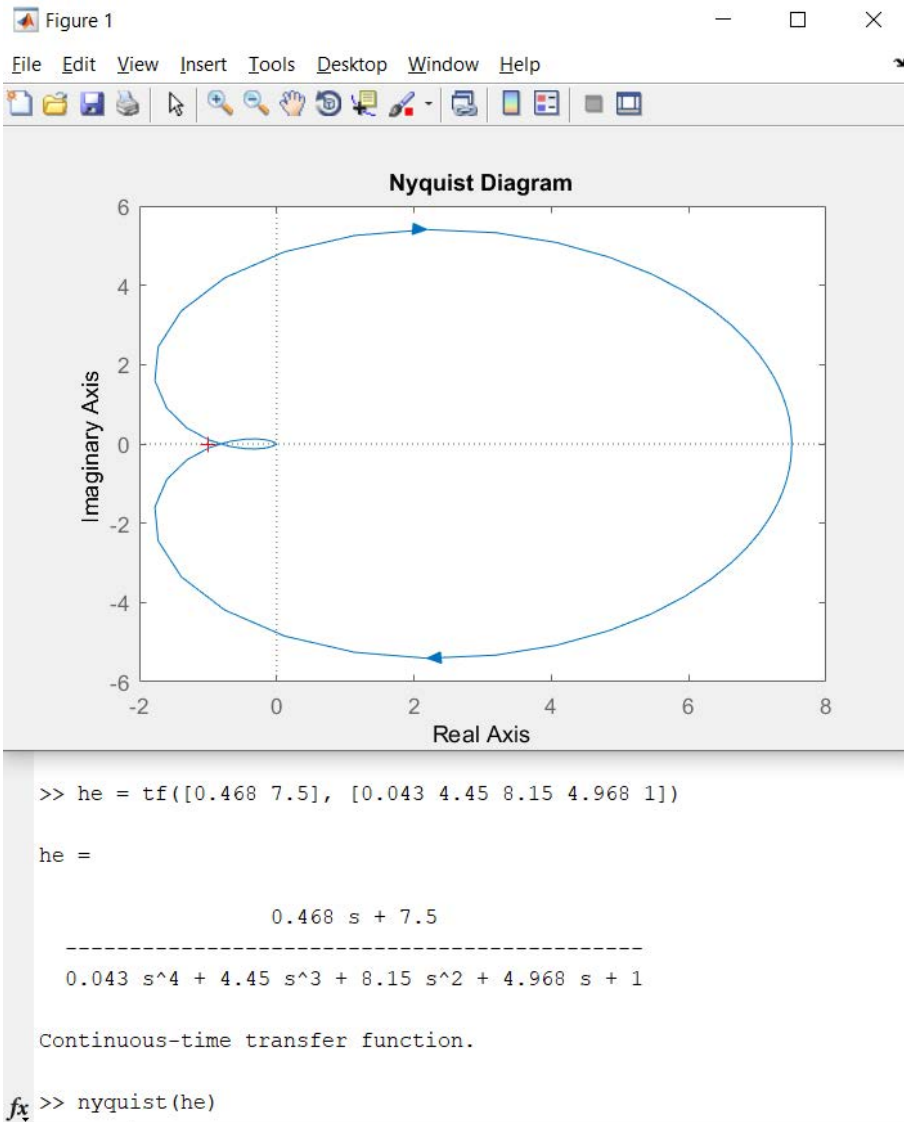 Figure 1
File Edit View Insert Tools Desktop Window Help
Nyquist Diagram
6
4
2
0
-2
-4
-6
Imaginary Axis
-2 0 2 4 6 8
Real Axis
>> he = tf([0.468 7.5], [0.043 4.45 8.15 4.968 1])
he =
0.468 s + 7.5
---------------------------------------------
0.043 s^4 + 4.45 s^3 + 8.15 s^2 + 4.968 s + 1
Continuous-time transfer function.
fx >> nyquist(he)